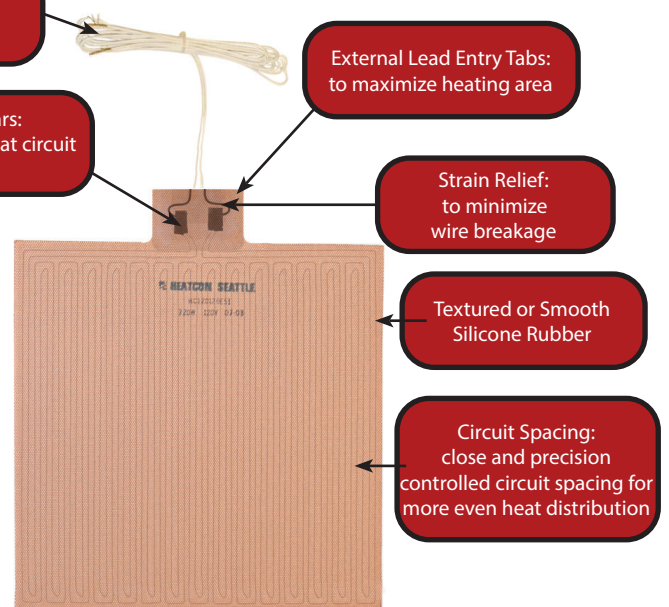 External Lead Entry Tabs:
to maximize heating area
rs:
at circuit
Strain Relief:
to minimize
wire breakage
HEATCON SEATTLE
Textured or Smooth
Silicone Rubber
Circuit Spacing:
close and precision
controlled circuit spacing for
more even heat distribution